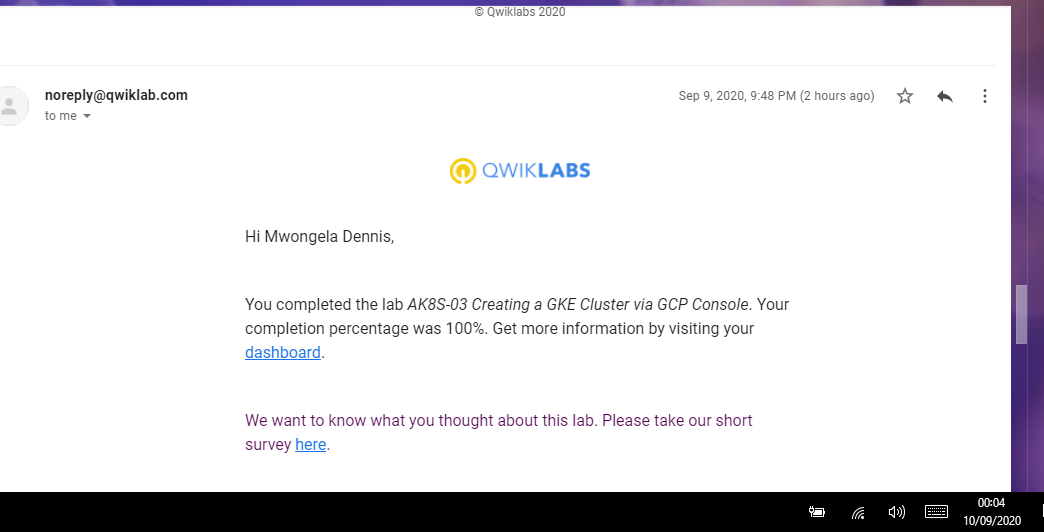 © Qwiklabs 2020
noreply@qwiklab.com
Sep 9, 2020, 9:48 PM (2 hours ago)
to me
QWIKLABS
Hi Mwongela Dennis,
You completed the lab AK8S-03 Creating a GKE Cluster via GCP Console. Your
completion percentage was 100%. Get more information by visiting your
dashboard.
We want to know what you thought about this lab. Please take our short
survey here.
00:04
10/09/2020